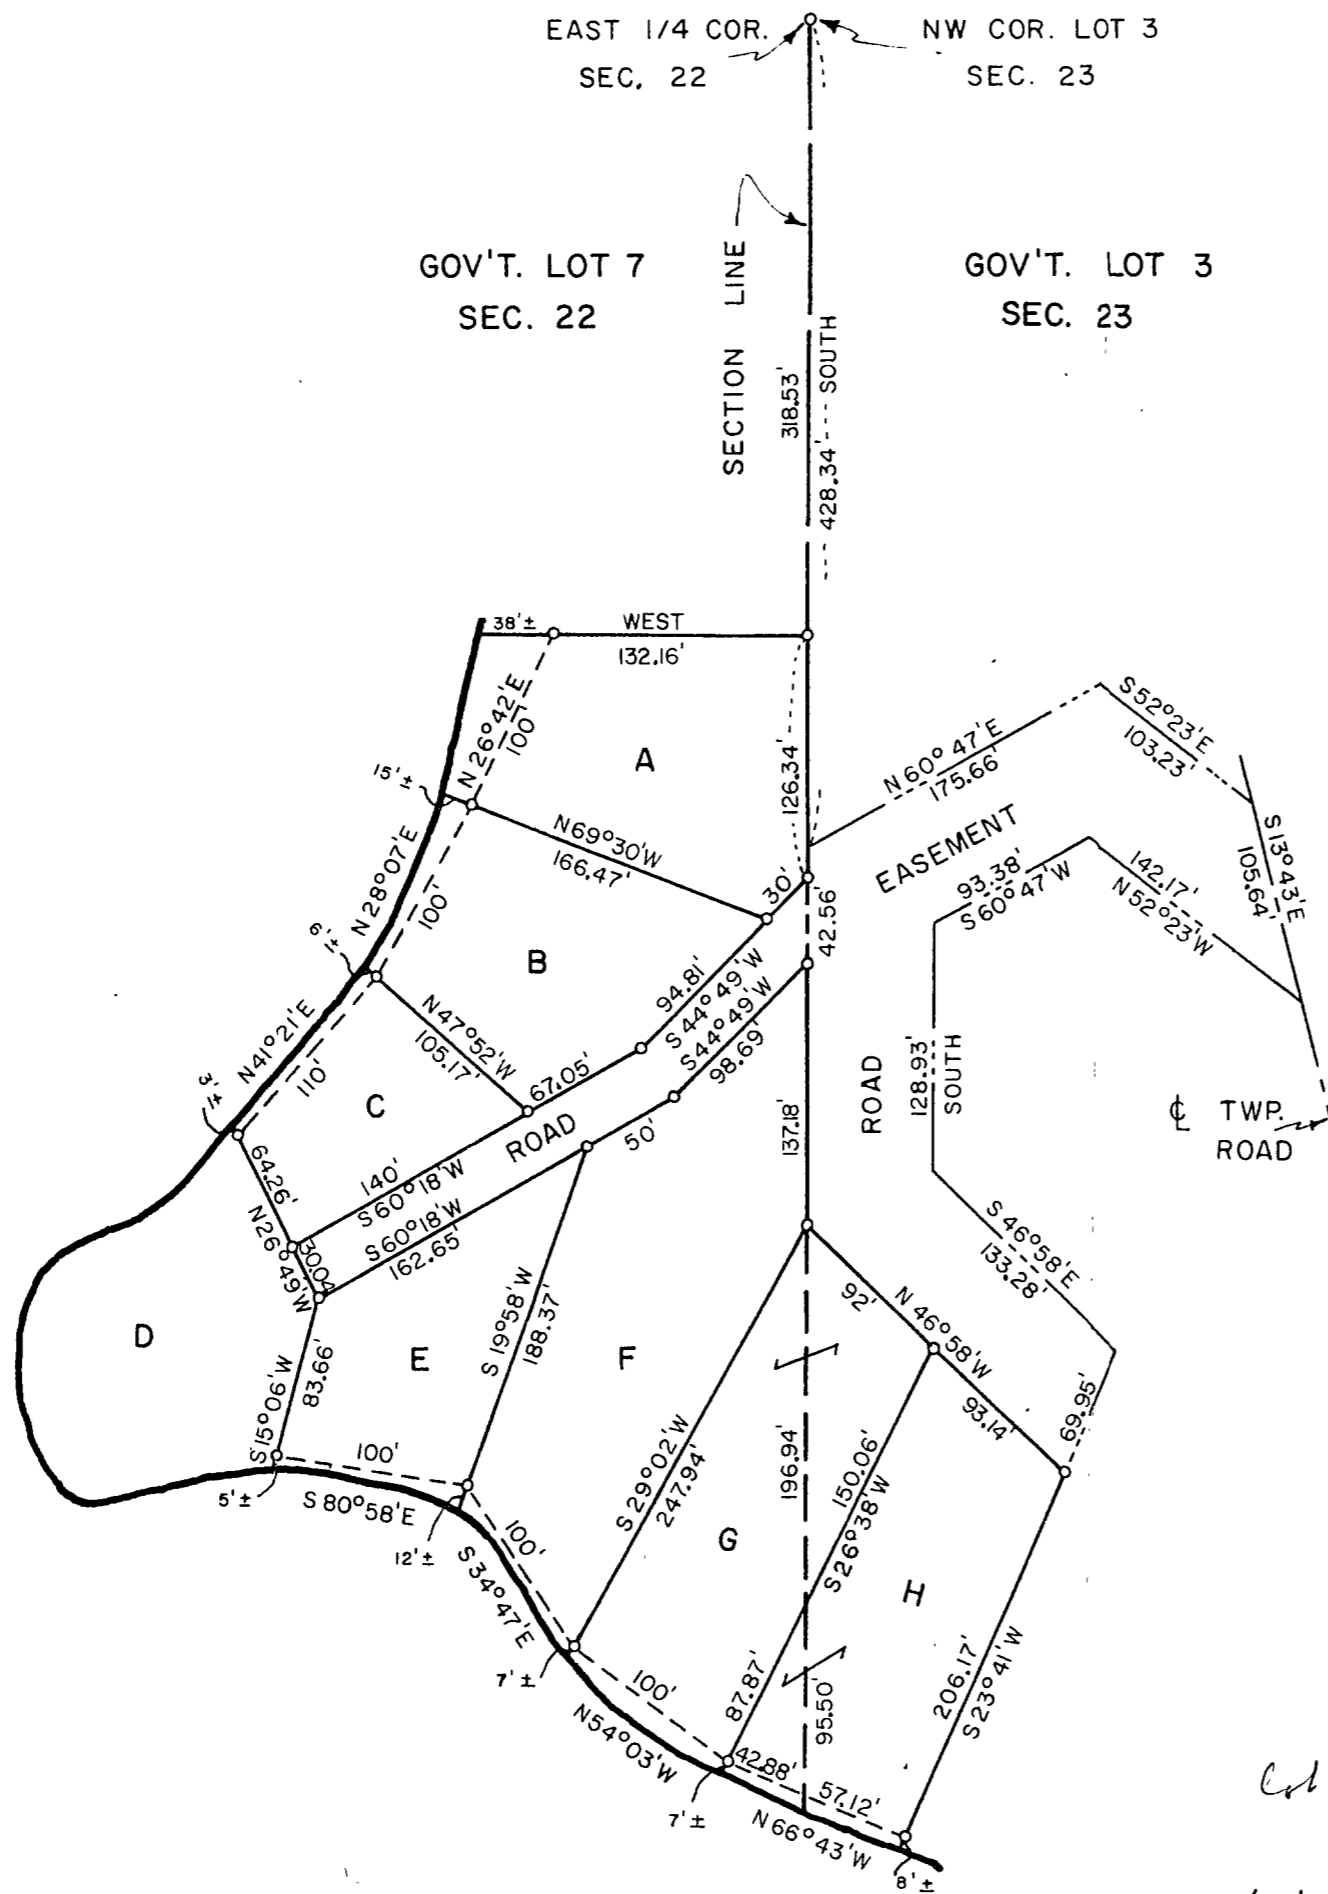 EAST 1/4 COR.
SEC. 22
NW COR. LOT 3
SEC. 23
GOV'T. LOT 7
SEC. 22
GOV'T. LOT 3
SEC. 23
SECTION LINE
318.53'
428.34' SOUTH
38'±
WEST
132.16'
N 26°42'E
100'
A
126.34'
15'±
N69°30'W
166.47'
30'
N 28°07'E
100'
B
94.81'
S44°49'W
42.56'
S44°49'W
98.69'
6'±
N47°52'W
105.17'
N41°21'E
110'
3'±
C
67.05'
ROAD
50'
140'
S60°18'W
S60°18'W
162.65'
64.26'
N26°49'W
30.04'
137.18'
N 60°47'E
175.66'
S52°23'E
103.23'
EASEMENT
93.38'
S60°47'W
142.17'
N52°23'W
S13°43'E
105.64'
ROAD
128.93'
SOUTH
℄ TWP.
ROAD
S46°58'E
133.28'
69.95'
92'
N 46°58'W
93.14'
D
S15°06'W
83.66'
E
S 19°58'W
188.37'
F
100'
5'±
S 80°58'E
12'±
100'
S34°47'E
S 29°02'W
247.94'
G
196.94'
150.06'
S26°38'W
H
206.17'
S23°41'W
7'±
100'
N54°03'W
87.87'
95.50'
42.88'
57.12'
7'±
N66°43'W
8'±